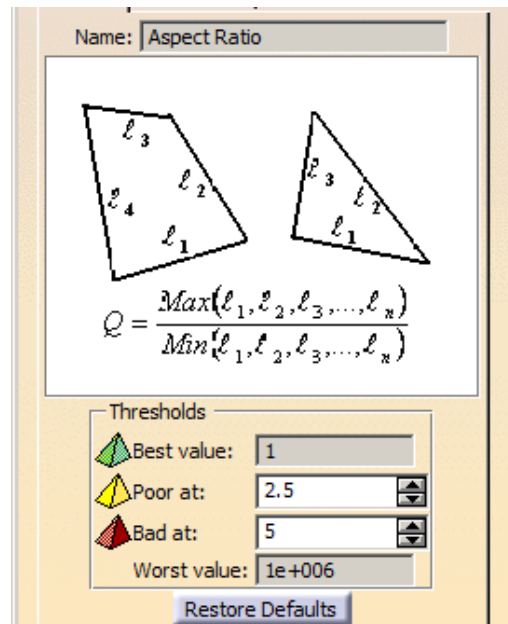 Name: Aspect Ratio
ℓ3
ℓ3
ℓ4 ℓ2
ℓ2
ℓ1
ℓ1
Q = Max(ℓ1,ℓ2,ℓ3,...,ℓn) / Min(ℓ1,ℓ2,ℓ3,...,ℓn)
Thresholds
Best value: 1
Poor at: 2.5
Bad at: 5
Worst value: 1e+006
Restore Defaults